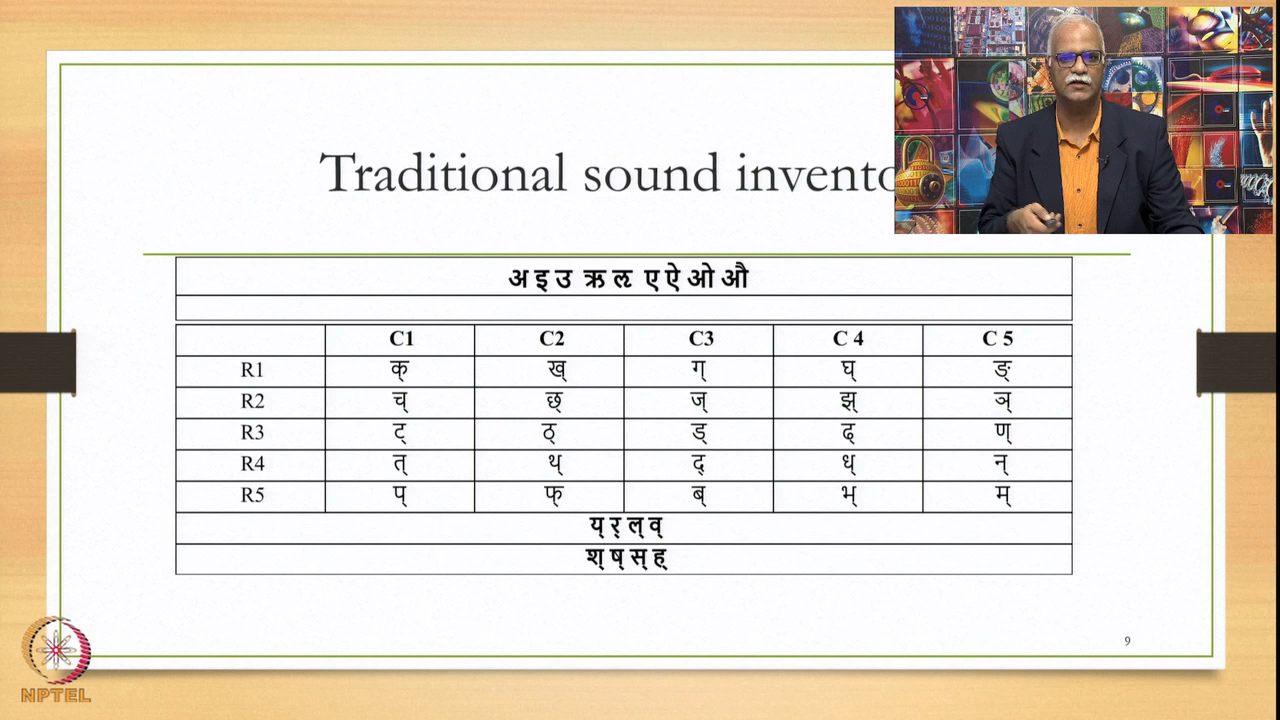 Traditional sound invento
अ इ उ ऋ ऌ ए ऐ ओ औ
C1 C2 C3 C 4 C 5
R1 क् ख् ग् घ् ङ्
R2 च् छ् ज् झ् ञ्
R3 ट् ठ् ड् ढ् ण्
R4 त् थ् द् ध् न्
R5 प् फ् ब् भ् म्
य् र् ल् व्
श् ष् स् ह्
9
NPTEL